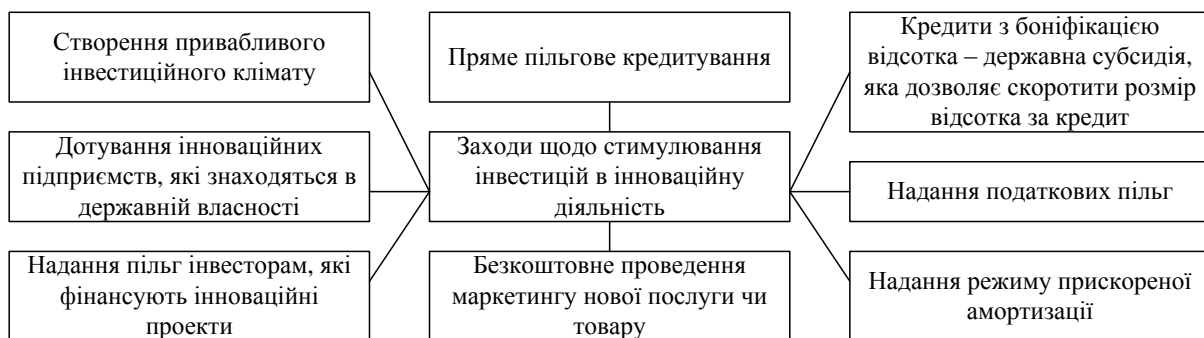 Створення привабливого
інвестиційного клімату
Пряме пільгове кредитування
Кредити з боніфікацією
відсотка – державна субсидія,
яка дозволяє скоротити розмір
відсотка за кредит
Дотування інноваційних
підприємств, які знаходяться в
державній власності
Заходи щодо стимулювання
інвестицій в інноваційну
діяльність
Надання податкових пільг
Надання пільг інвесторам, які
фінансують інноваційні
проекти
Безкоштовне проведення
маркетингу нової послуги чи
товару
Надання режиму прискореної
амортизації